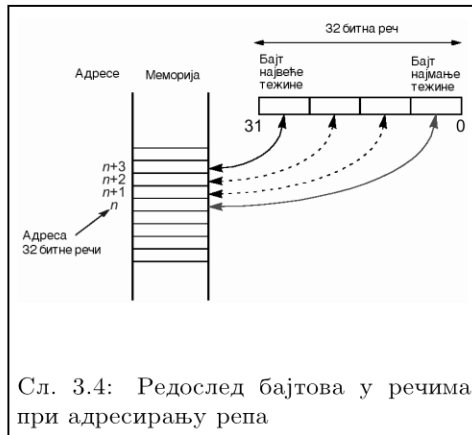 32 битна реч
Адресе
Меморија
Бајт
највеће
тежине
Бајт
најмање
тежине
31
0
n+3
n+2
n+1
n
Адреса
32 битне речи
Сл. 3.4: Редослед бајтова у речима
при адресирању репа